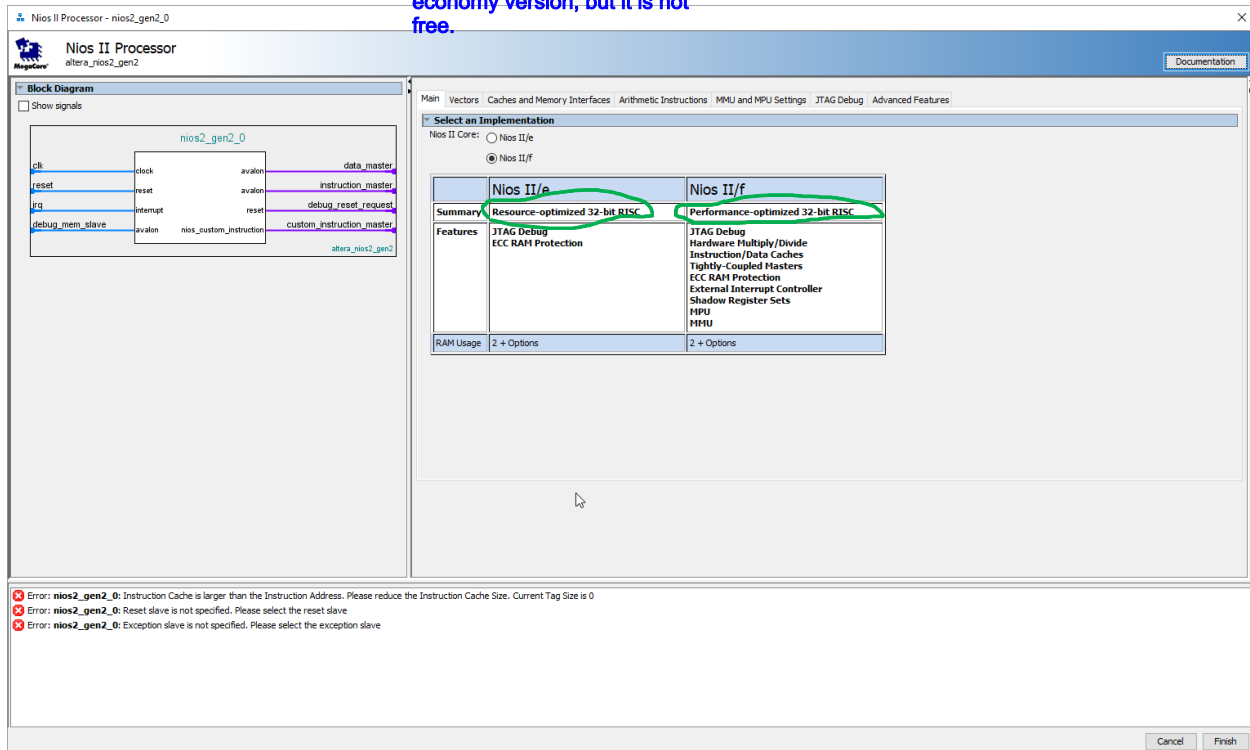 economy version, but it is not
free.
Nios II Processor - nios2_gen2_0
Nios II Processor
altera_nios2_gen2
MegaCore'
Documentation
Block Diagram
Show signals
nios2_gen2_0
clk
clock
avalon
data_master
reset
reset
avalon
instruction_master
irq
interrupt
reset
debug_reset_request
debug_mem_slave
avalon
nios_custom_instruction
custom_instruction_master
altera_nios2_gen2
Main Vectors Caches and Memory Interfaces Arithmetic Instructions MMU and MPU Settings JTAG Debug Advanced Features
Select an Implementation
Nios II Core: Nios II/e
Nios II/f
Nios II/e Nios II/f
Summary Resource-optimized 32-bit RISC Performance-optimized 32-bit RISC
Features JTAG Debug JTAG Debug
ECC RAM Protection Hardware Multiply/Divide
Instruction/Data Caches
Tightly-Coupled Masters
ECC RAM Protection
External Interrupt Controller
Shadow Register Sets
MPU
MMU
RAM Usage 2 + Options 2 + Options
Error: nios2_gen2_0: Instruction Cache is larger than the Instruction Address. Please reduce the Instruction Cache Size. Current Tag Size is 0
Error: nios2_gen2_0: Reset slave is not specified. Please select the reset slave
Error: nios2_gen2_0: Exception slave is not specified. Please select the exception slave
Cancel Finish